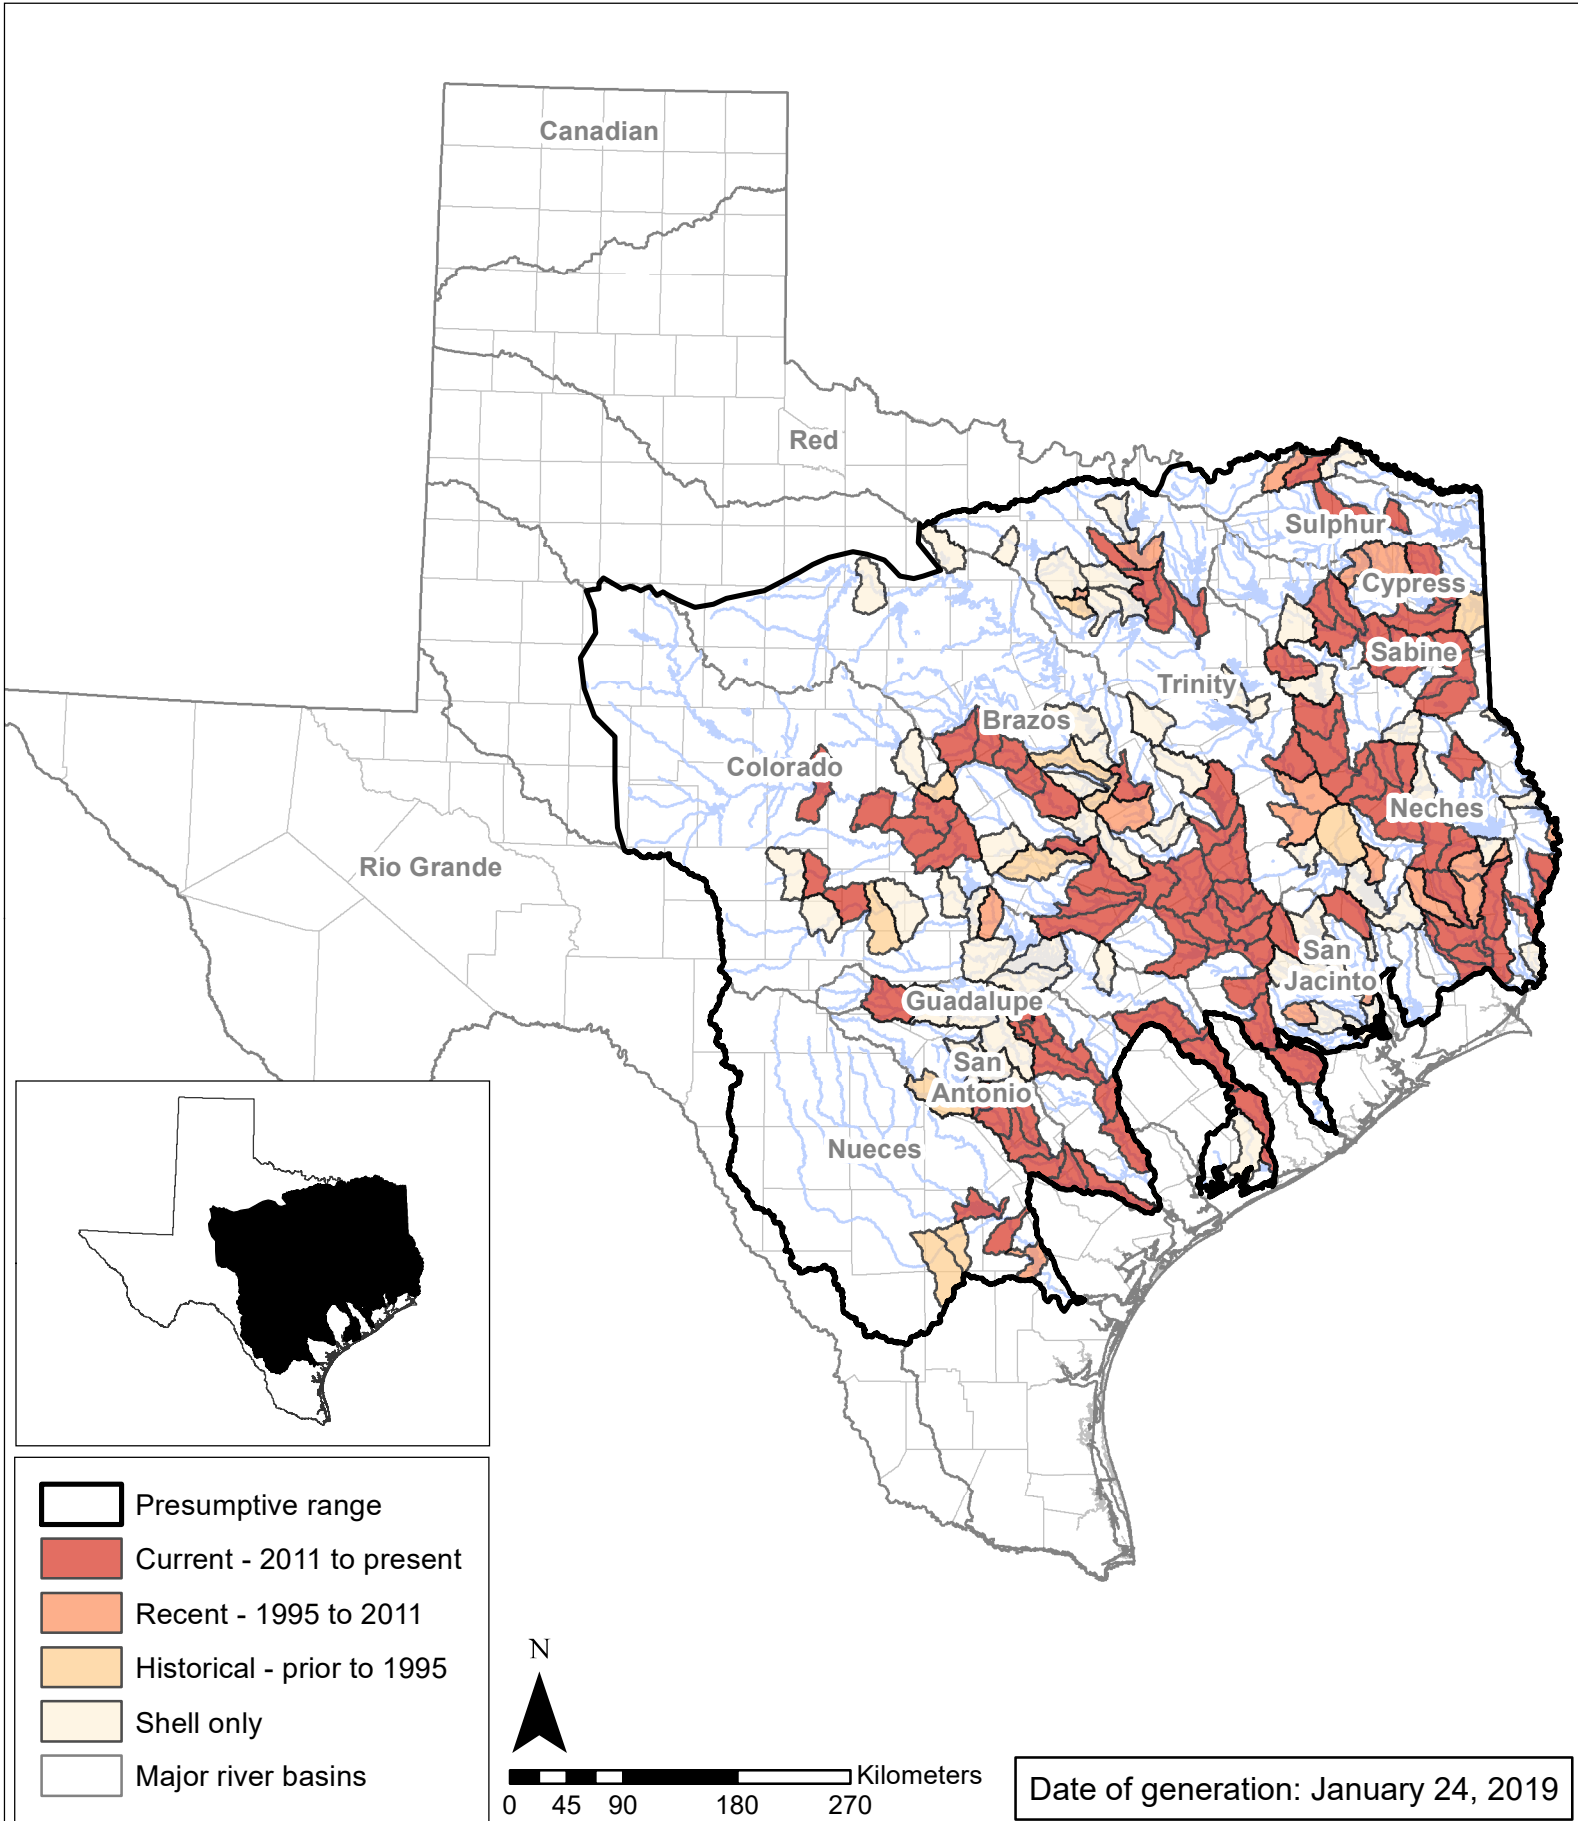 Canadian
Red
Sulphur
Cypress
Sabine
Trinity
Brazos
Colorado
Neches
Rio Grande
San
Jacinto
Guadalupe
San
Antonio
Nueces
Presumptive range
Current - 2011 to present
Recent - 1995 to 2011
Historical - prior to 1995
Shell only
Major river basins
N
Kilometers
0 45 90 180 270
Date of generation: January 24, 2019